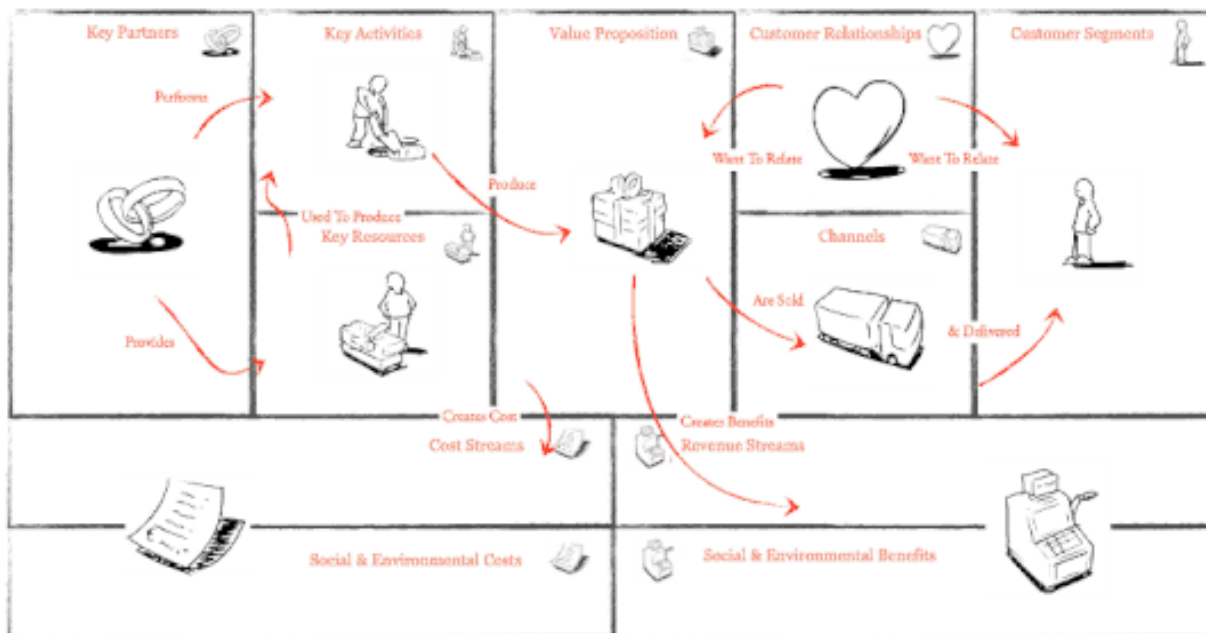 Key Partners
Key Activities
Value Proposition
Customer Relationships
Customer Segments
Performs
Want To Relate
Want To Relate
Produce
Used To Produce
Key Resources
Channels
Are Sold
& Delivered
Provides
Creates Cost
Creates Benefits
Cost Streams
Revenue Streams
Social & Environmental Costs
Social & Environmental Benefits